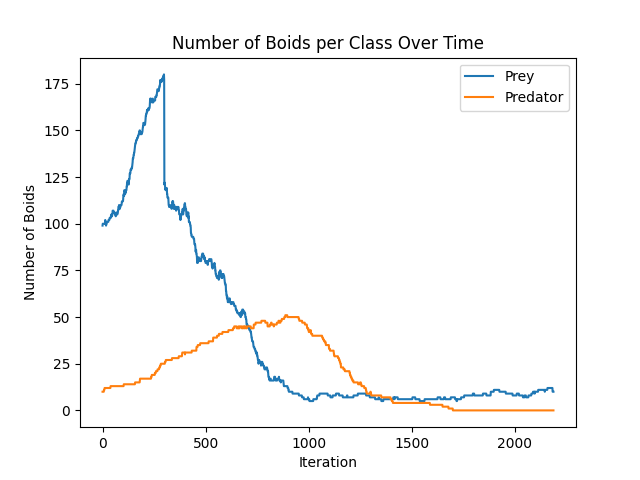 Number of Boids per Class Over Time
Prey
Predator
175
150
125
100
75
50
25
0
Number of Boids
0 500 1000 1500 2000
Iteration